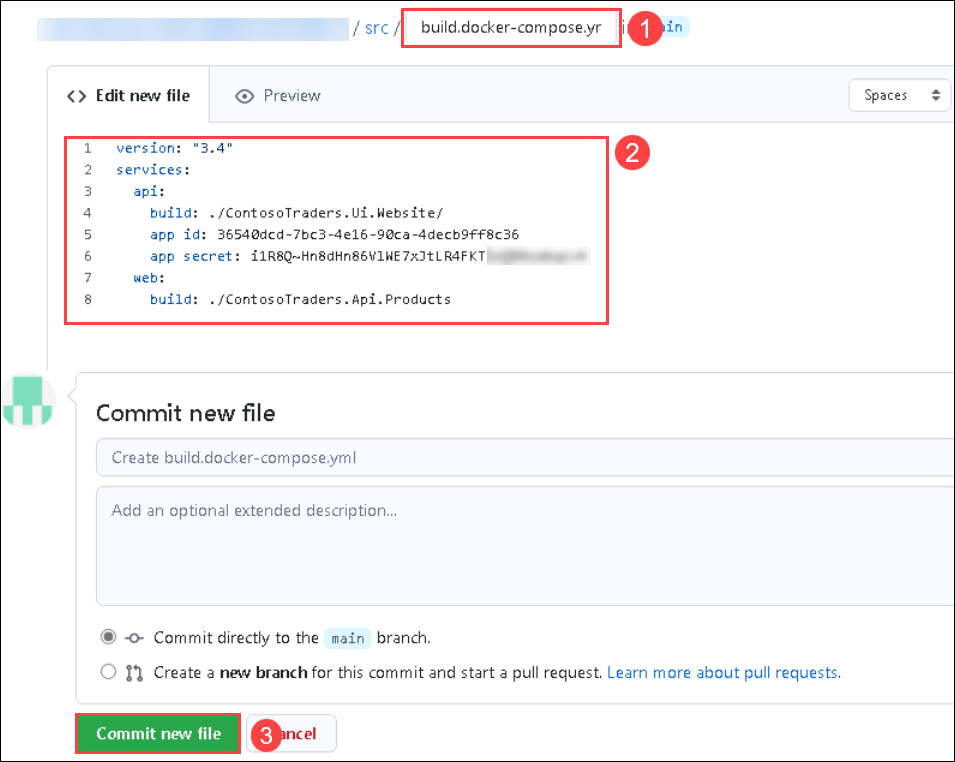 / src / build.docker-compose.yr 1
<> Edit new file Preview Spaces
2
1 version: "3.4"
2 services:
3 api:
4 build: ./ContosoTraders.Ui.Website/
5 app id: 36540dcd-7bc3-4e16-90ca-4decb9ff8c36
6 app secret: i1R8Q~Hn8dHn86VlWE7xJtLR4FKT
7 web:
8 build: ./ContosoTraders.Api.Products
Commit new file
Create build.docker-compose.yml
Add an optional extended description...
Commit directly to the main branch.
Create a new branch for this commit and start a pull request. Learn more about pull requests.
Commit new file 3 ancel